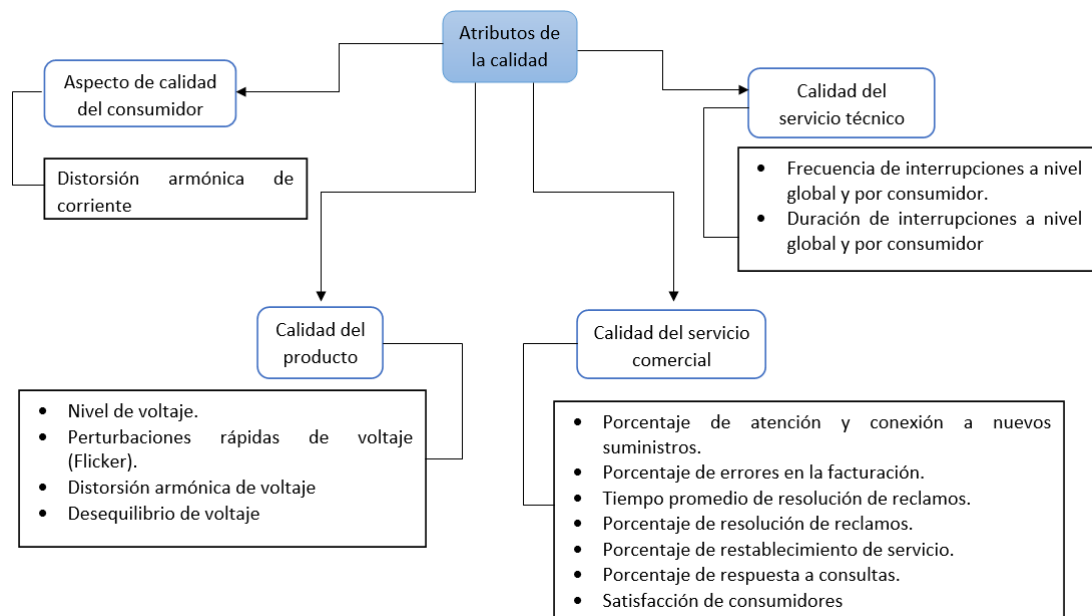 Atributos de
la calidad
Aspecto de calidad
del consumidor
Distorsión armónica de
corriente
Calidad del
servicio técnico
• Frecuencia de interrupciones a nivel
global y por consumidor.
• Duración de interrupciones a nivel
global y por consumidor
Calidad del
producto
• Nivel de voltaje.
• Perturbaciones rápidas de voltaje
(Flicker).
• Distorsión armónica de voltaje
• Desequilibrio de voltaje
Calidad del servicio
comercial
• Porcentaje de atención y conexión a nuevos
suministros.
• Porcentaje de errores en la facturación.
• Tiempo promedio de resolución de reclamos.
• Porcentaje de resolución de reclamos.
• Porcentaje de restablecimiento de servicio.
• Porcentaje de respuesta a consultas.
• Satisfacción de consumidores